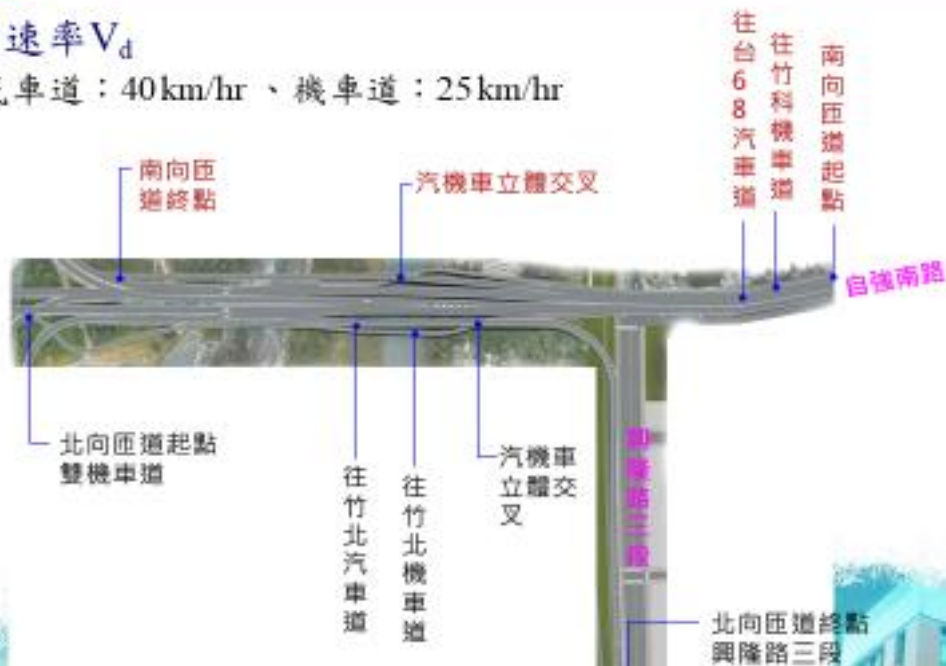 速率Vd
車道：40km/hr、機車道：25km/hr
往台68汽車道
往竹科機車道
南向匝道起點
南向匝
道終點
汽機車立體交叉
自強南路
北向匝道起點
雙機車道
往竹北汽車道
往竹北機車道
汽機車
立體交
叉
興隆路三段
北向匝道終點
興隆路三段